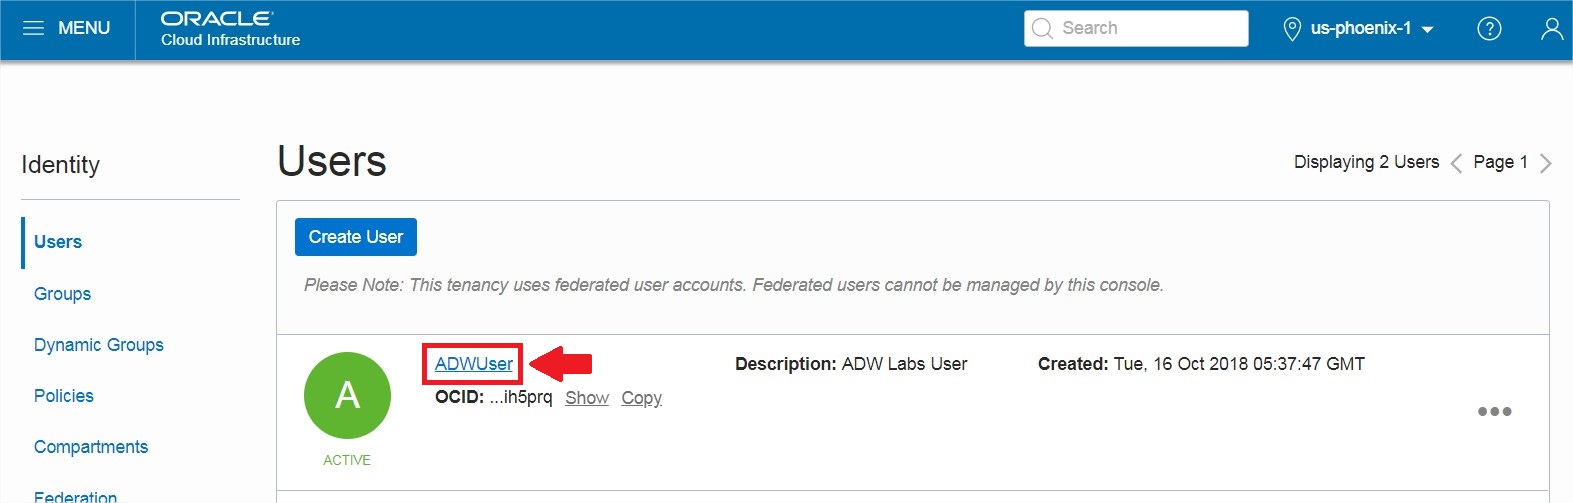 MENU
ORACLE
Cloud Infrastructure
Search
us-phoenix-1
?
Identity
Users
Groups
Dynamic Groups
Policies
Compartments
Federation
Users
Displaying 2 Users
Page 1
Create User
Please Note: This tenancy uses federated user accounts. Federated users cannot be managed by this console.
A
ACTIVE
ADWUser
OCID: ...ih5prq Show Copy
Description: ADW Labs User
Created: Tue, 16 Oct 2018 05:37:47 GMT